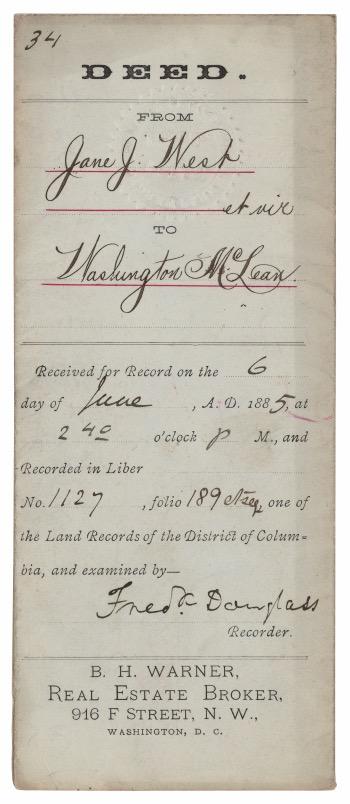 34
DEED.
FROM
Jane J. West
et vir
TO
Washington McLean.
Received for Record on the 6
day of June , A. D. 1885, at
2 40 o'clock P M., and
Recorded in Liber
No. 1127 , folio 189 et seq, one of
the Land Records of the District of Colum=
bia, and examined by—
Fredk Douglass
Recorder.
B. H. WARNER,
REAL ESTATE BROKER,
916 F STREET, N. W.,
WASHINGTON, D. C.